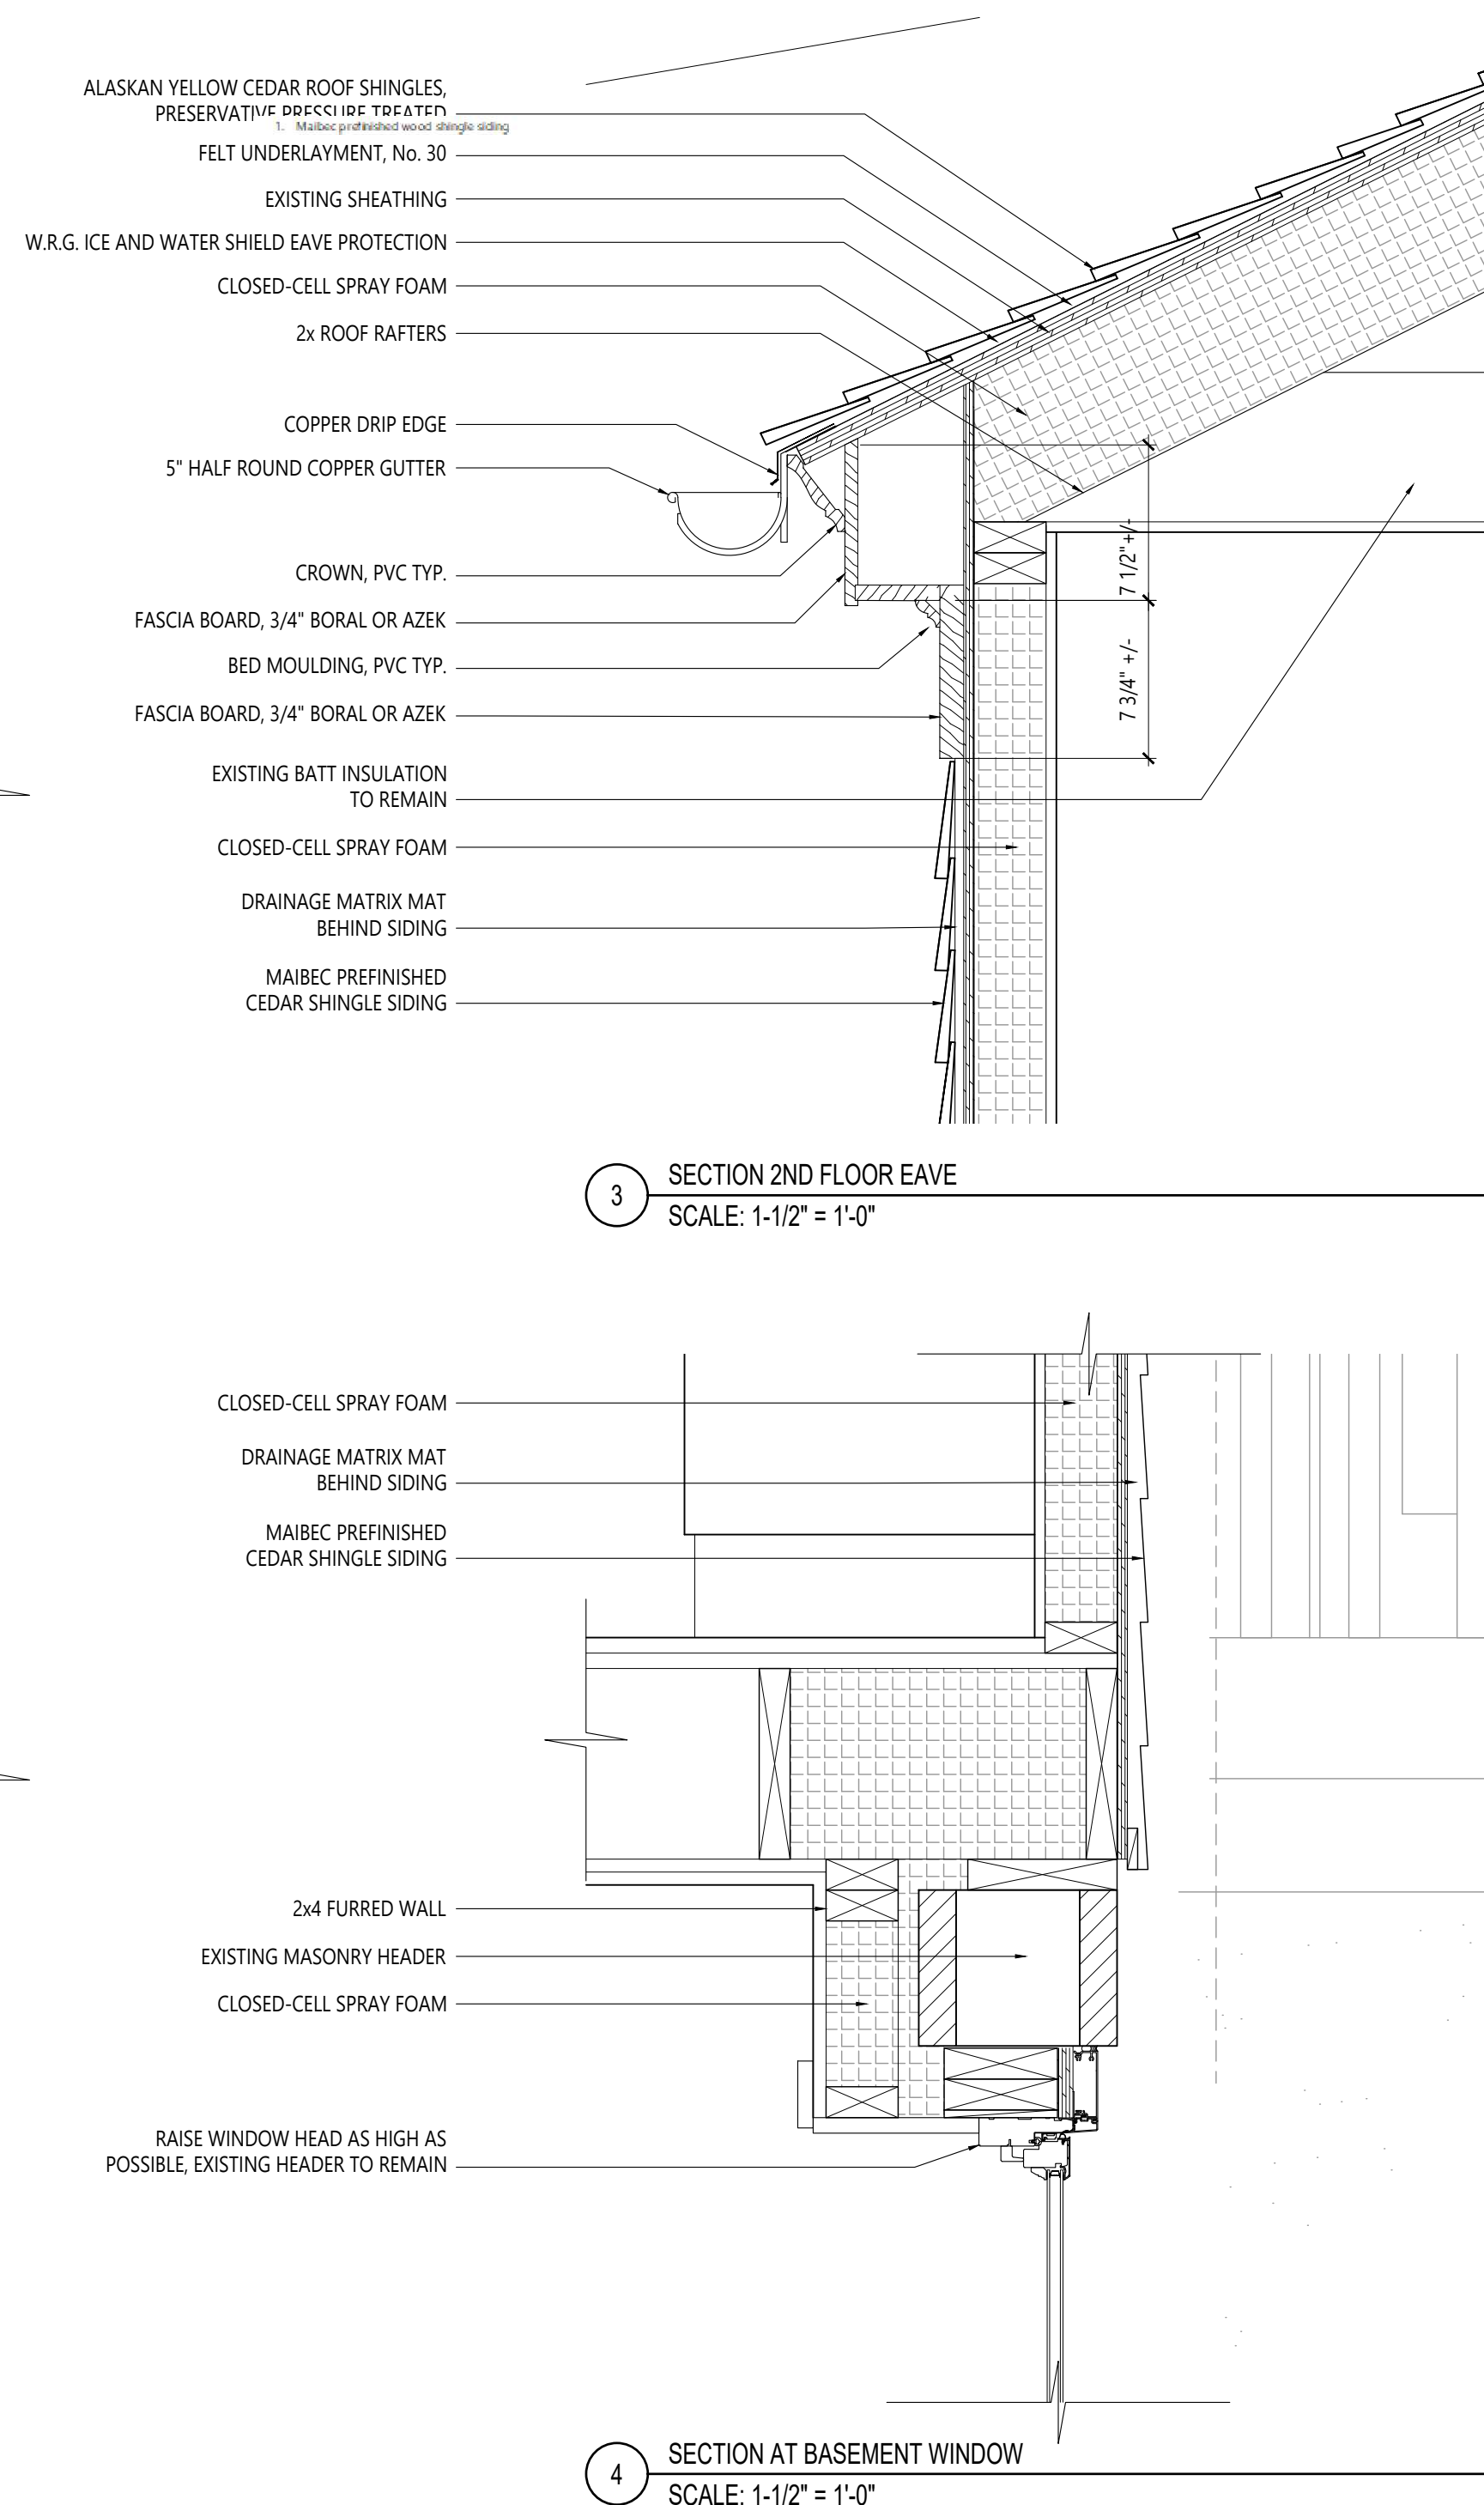 ALASKAN YELLOW CEDAR ROOF SHINGLES,
PRESERVATIVE PRESSURE TREATED
1. Maibec prefinished wood shingle siding
FELT UNDERLAYMENT, No. 30
EXISTING SHEATHING
W.R.G. ICE AND WATER SHIELD EAVE PROTECTION
CLOSED-CELL SPRAY FOAM
2x ROOF RAFTERS
COPPER DRIP EDGE
5" HALF ROUND COPPER GUTTER
CROWN, PVC TYP.
FASCIA BOARD, 3/4" BORAL OR AZEK
BED MOULDING, PVC TYP.
FASCIA BOARD, 3/4" BORAL OR AZEK
EXISTING BATT INSULATION
TO REMAIN
CLOSED-CELL SPRAY FOAM
DRAINAGE MATRIX MAT
BEHIND SIDING
MAIBEC PREFINISHED
CEDAR SHINGLE SIDING
7 1/2"+/-
7 3/4" +/-
3
SECTION 2ND FLOOR EAVE
SCALE: 1-1/2" = 1'-0"
CLOSED-CELL SPRAY FOAM
DRAINAGE MATRIX MAT
BEHIND SIDING
MAIBEC PREFINISHED
CEDAR SHINGLE SIDING
2x4 FURRED WALL
EXISTING MASONRY HEADER
CLOSED-CELL SPRAY FOAM
RAISE WINDOW HEAD AS HIGH AS
POSSIBLE, EXISTING HEADER TO REMAIN
4
SECTION AT BASEMENT WINDOW
SCALE: 1-1/2" = 1'-0"